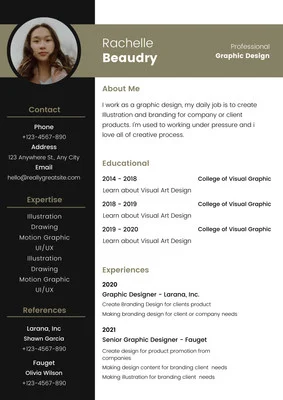 Rachelle
Beaudry
Professional
Graphic Design
Contact
Phone
+123-4567-890
Address
123 Anywhere St., Any City
Email
hello@reallygreatsite.com
Expertise
Illustration
Drawing
Motion Graphic
UI/UX
Illustration
Drawing
Motion Graphic
UI/UX
References
Larana, Inc
Shawn Garcia
+123-4567-890
Fauget
Olivia Wilson
+123-4567-890
About Me
I work as a graphic design, my daily job is to create
Illustration and branding for company or client
products. I'm used to working under pressure and i
love all of creative process.
Educational
2014 - 2018 College of Visual Graphic
Learn about Visual Art Design
2018 - 2019 College of Visual Graphic
Learn about Visual Art Design
2019 - 2020 College of Visual Graphic
Learn about Visual Art Design
Experiences
2020
Graphic Designer - Larana, Inc.
Create Branding Design for clients product
Making branding design for client or company needs
2021
Senior Graphic Designer - Fauget
Create design for product promotion from
companies
Making design content for branding client needs
Making illustration for branding client needs